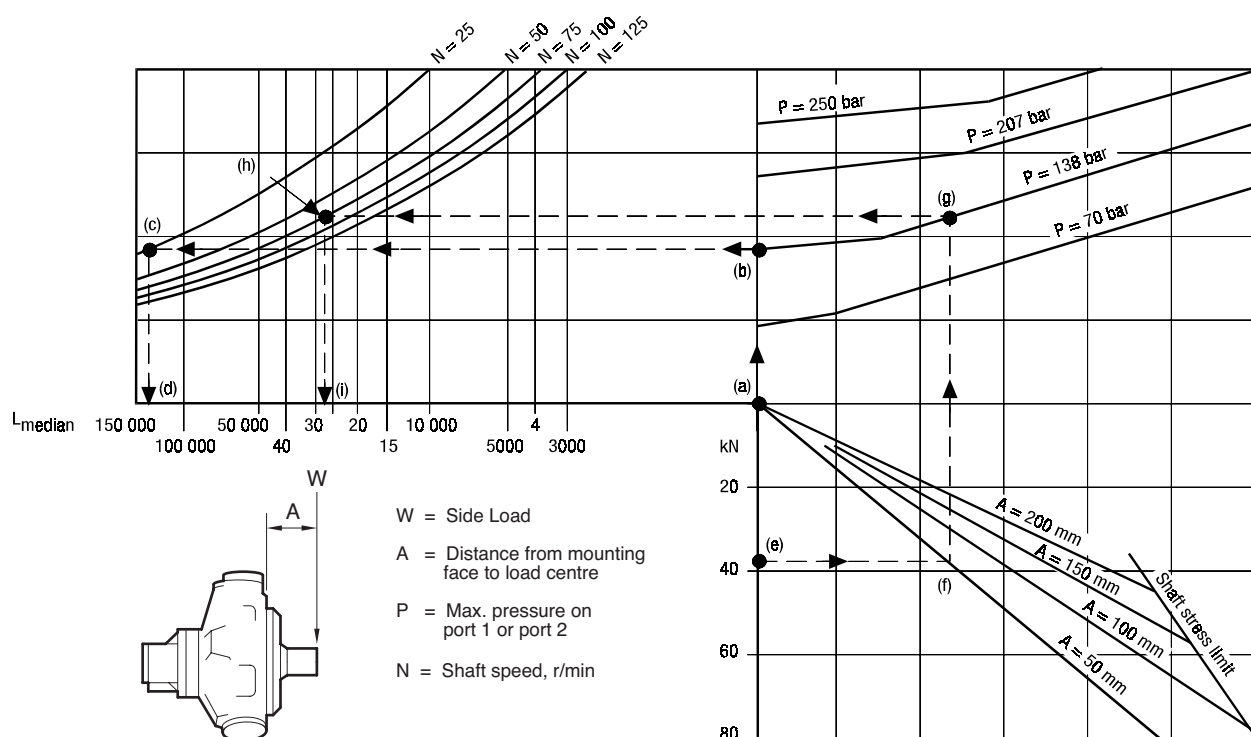 N = 25
N = 50
N = 75
N = 100
N = 125
P = 250 bar
P = 207 bar
P = 138 bar
P = 70 bar
(h)
(c)
(g)
(b)
(d)
(i)
(a)
Lmedian
150 000
50 000
30
20
10 000
4
100 000
40
15
5000
3000
kN
20
40
60
80
(e)
(f)
A = 200 mm
A = 150 mm
A = 100 mm
A = 50 mm
Shaft stress limit
W
A
W = Side Load
A = Distance from mounting
face to load centre
P = Max. pressure on
port 1 or port 2
N = Shaft speed, r/min